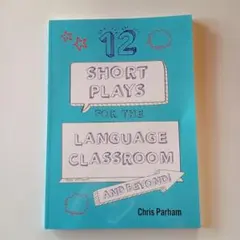 12
SHORT
PLAYS
FOR THE
LANGUAGE
CLASSROOM
(AND BEYOND!)
Chris Parham